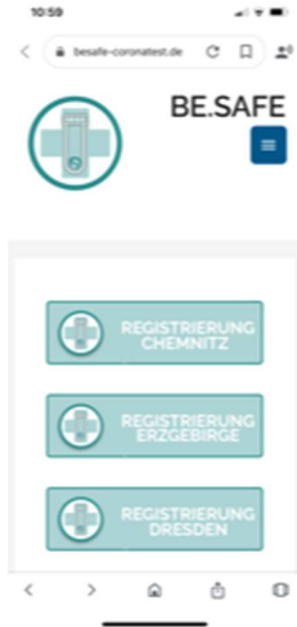 10:59
besafe-coronatest.de
BE.SAFE
REGISTRIERUNG
CHEMNITZ
REGISTRIERUNG
ERZGEBIRGE
REGISTRIERUNG
DRESDEN